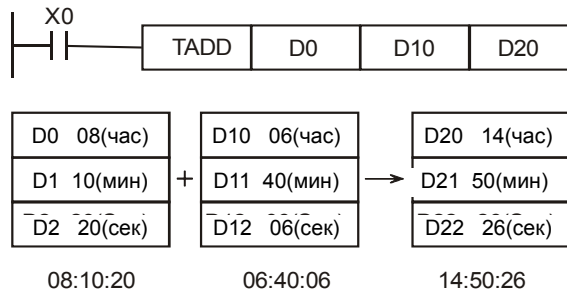 X0
TADD D0 D10 D20
D0 08(час) D10 06(час) D20 14(час)
D1 10(мин) + D11 40(мин) D21 50(мин)
D2 20(сек) D12 06(сек) D22 26(сек)
08:10:20 06:40:06 14:50:26